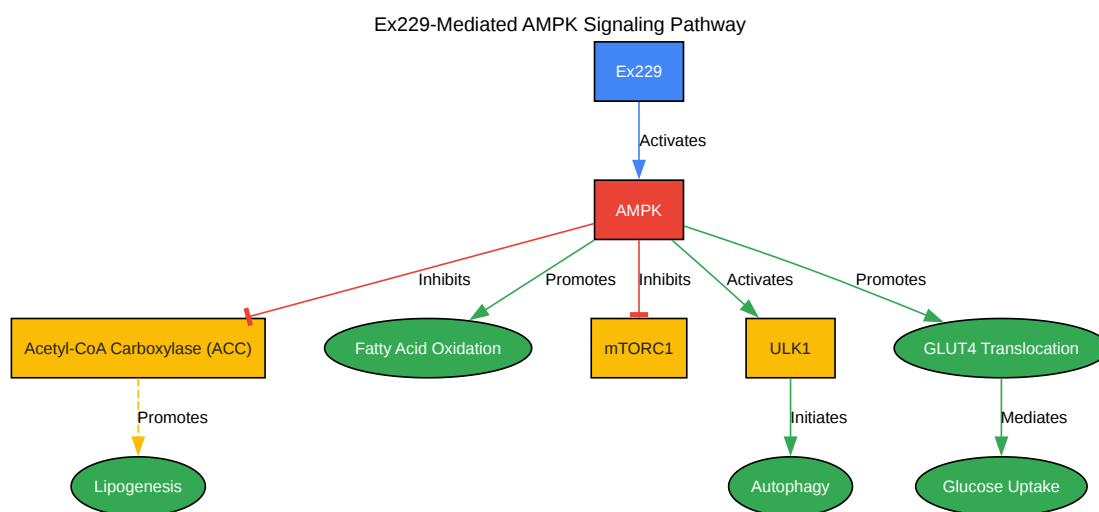 Ex229-Mediated AMPK Signaling Pathway
Ex229
Activates
AMPK
Inhibits
Promotes
Inhibits
Activates
Promotes
Acetyl-CoA Carboxylase (ACC)
Fatty Acid Oxidation
mTORC1
ULK1
GLUT4 Translocation
Promotes
Initiates
Mediates
Lipogenesis
Autophagy
Glucose Uptake